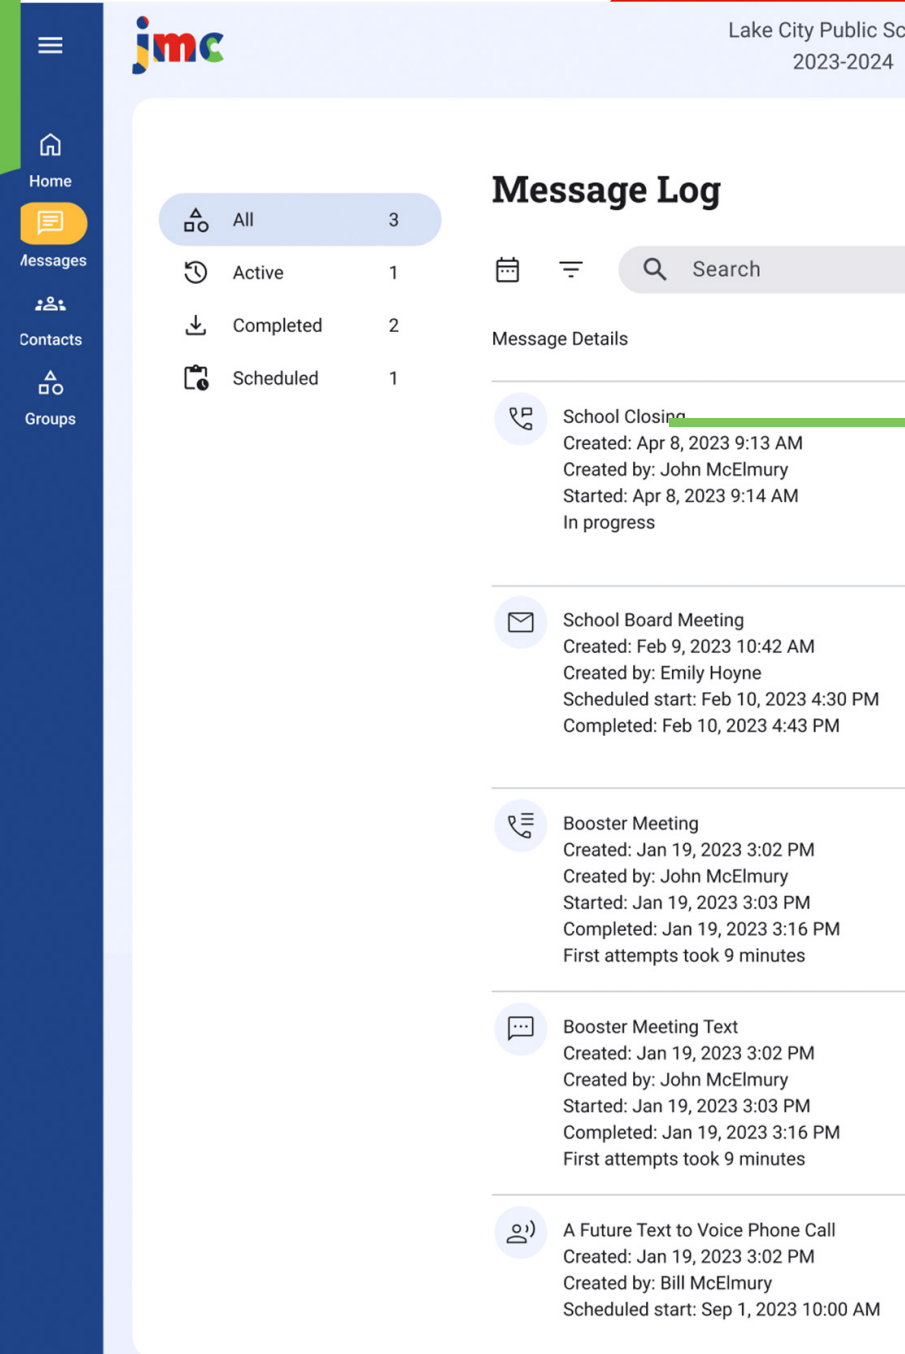 jmc
Lake City Public
2023-2024
Home
Messages
Contacts
Groups
All 3
Active 1
Completed 2
Scheduled 1
Message Log
Search
Message Details
School Closing
Created: Apr 8, 2023 9:13 AM
Created by: John McElmury
Started: Apr 8, 2023 9:14 AM
In progress
School Board Meeting
Created: Feb 9, 2023 10:42 AM
Created by: Emily Hoyne
Scheduled start: Feb 10, 2023 4:30 PM
Completed: Feb 10, 2023 4:43 PM
Booster Meeting
Created: Jan 19, 2023 3:02 PM
Created by: John McElmury
Started: Jan 19, 2023 3:03 PM
Completed: Jan 19, 2023 3:16 PM
First attempts took 9 minutes
Booster Meeting Text
Created: Jan 19, 2023 3:02 PM
Created by: John McElmury
Started: Jan 19, 2023 3:03 PM
Completed: Jan 19, 2023 3:16 PM
First attempts took 9 minutes
A Future Text to Voice Phone Call
Created: Jan 19, 2023 3:02 PM
Created by: Bill McElmury
Scheduled start: Sep 1, 2023 10:00 AM